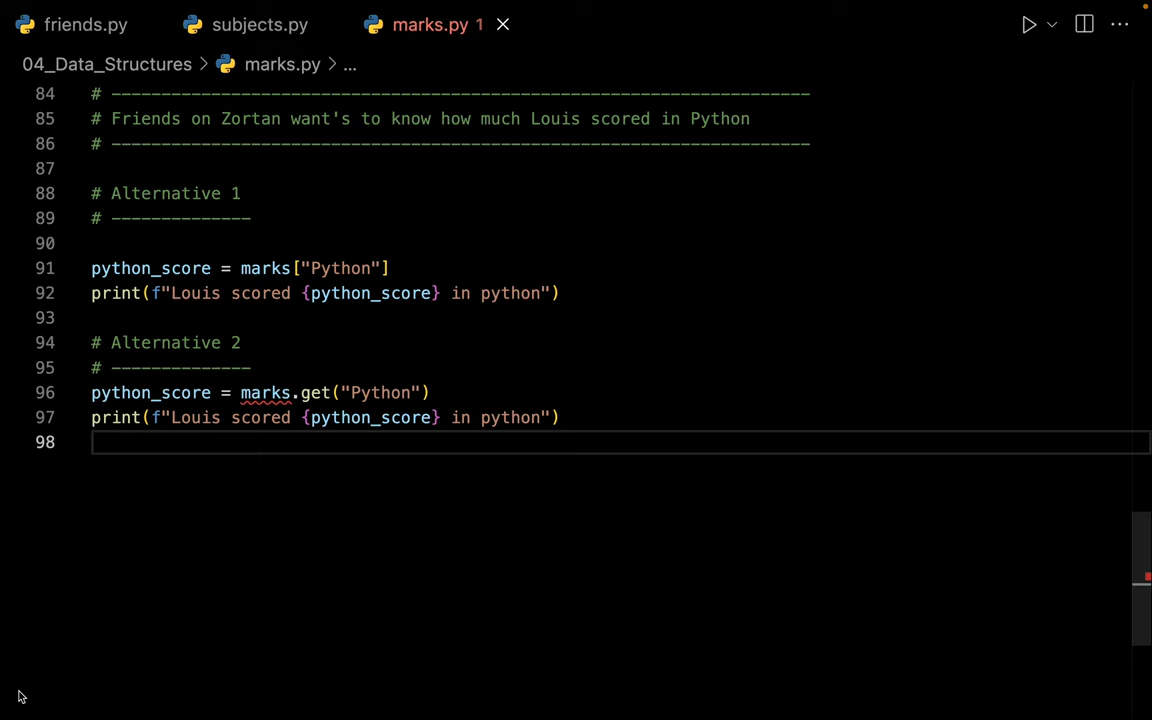 friends.py subjects.py marks.py 1
04_Data_Structures > marks.py > ...
84 # ----------------------------------------------------------------------
85 # Friends on Zortan want's to know how much Louis scored in Python
86 # ----------------------------------------------------------------------
87
88 # Alternative 1
89 # --------------
90
91 python_score = marks["Python"]
92 print(f"Louis scored {python_score} in python")
93
94 # Alternative 2
95 # --------------
96 python_score = marks.get("Python")
97 print(f"Louis scored {python_score} in python")
98